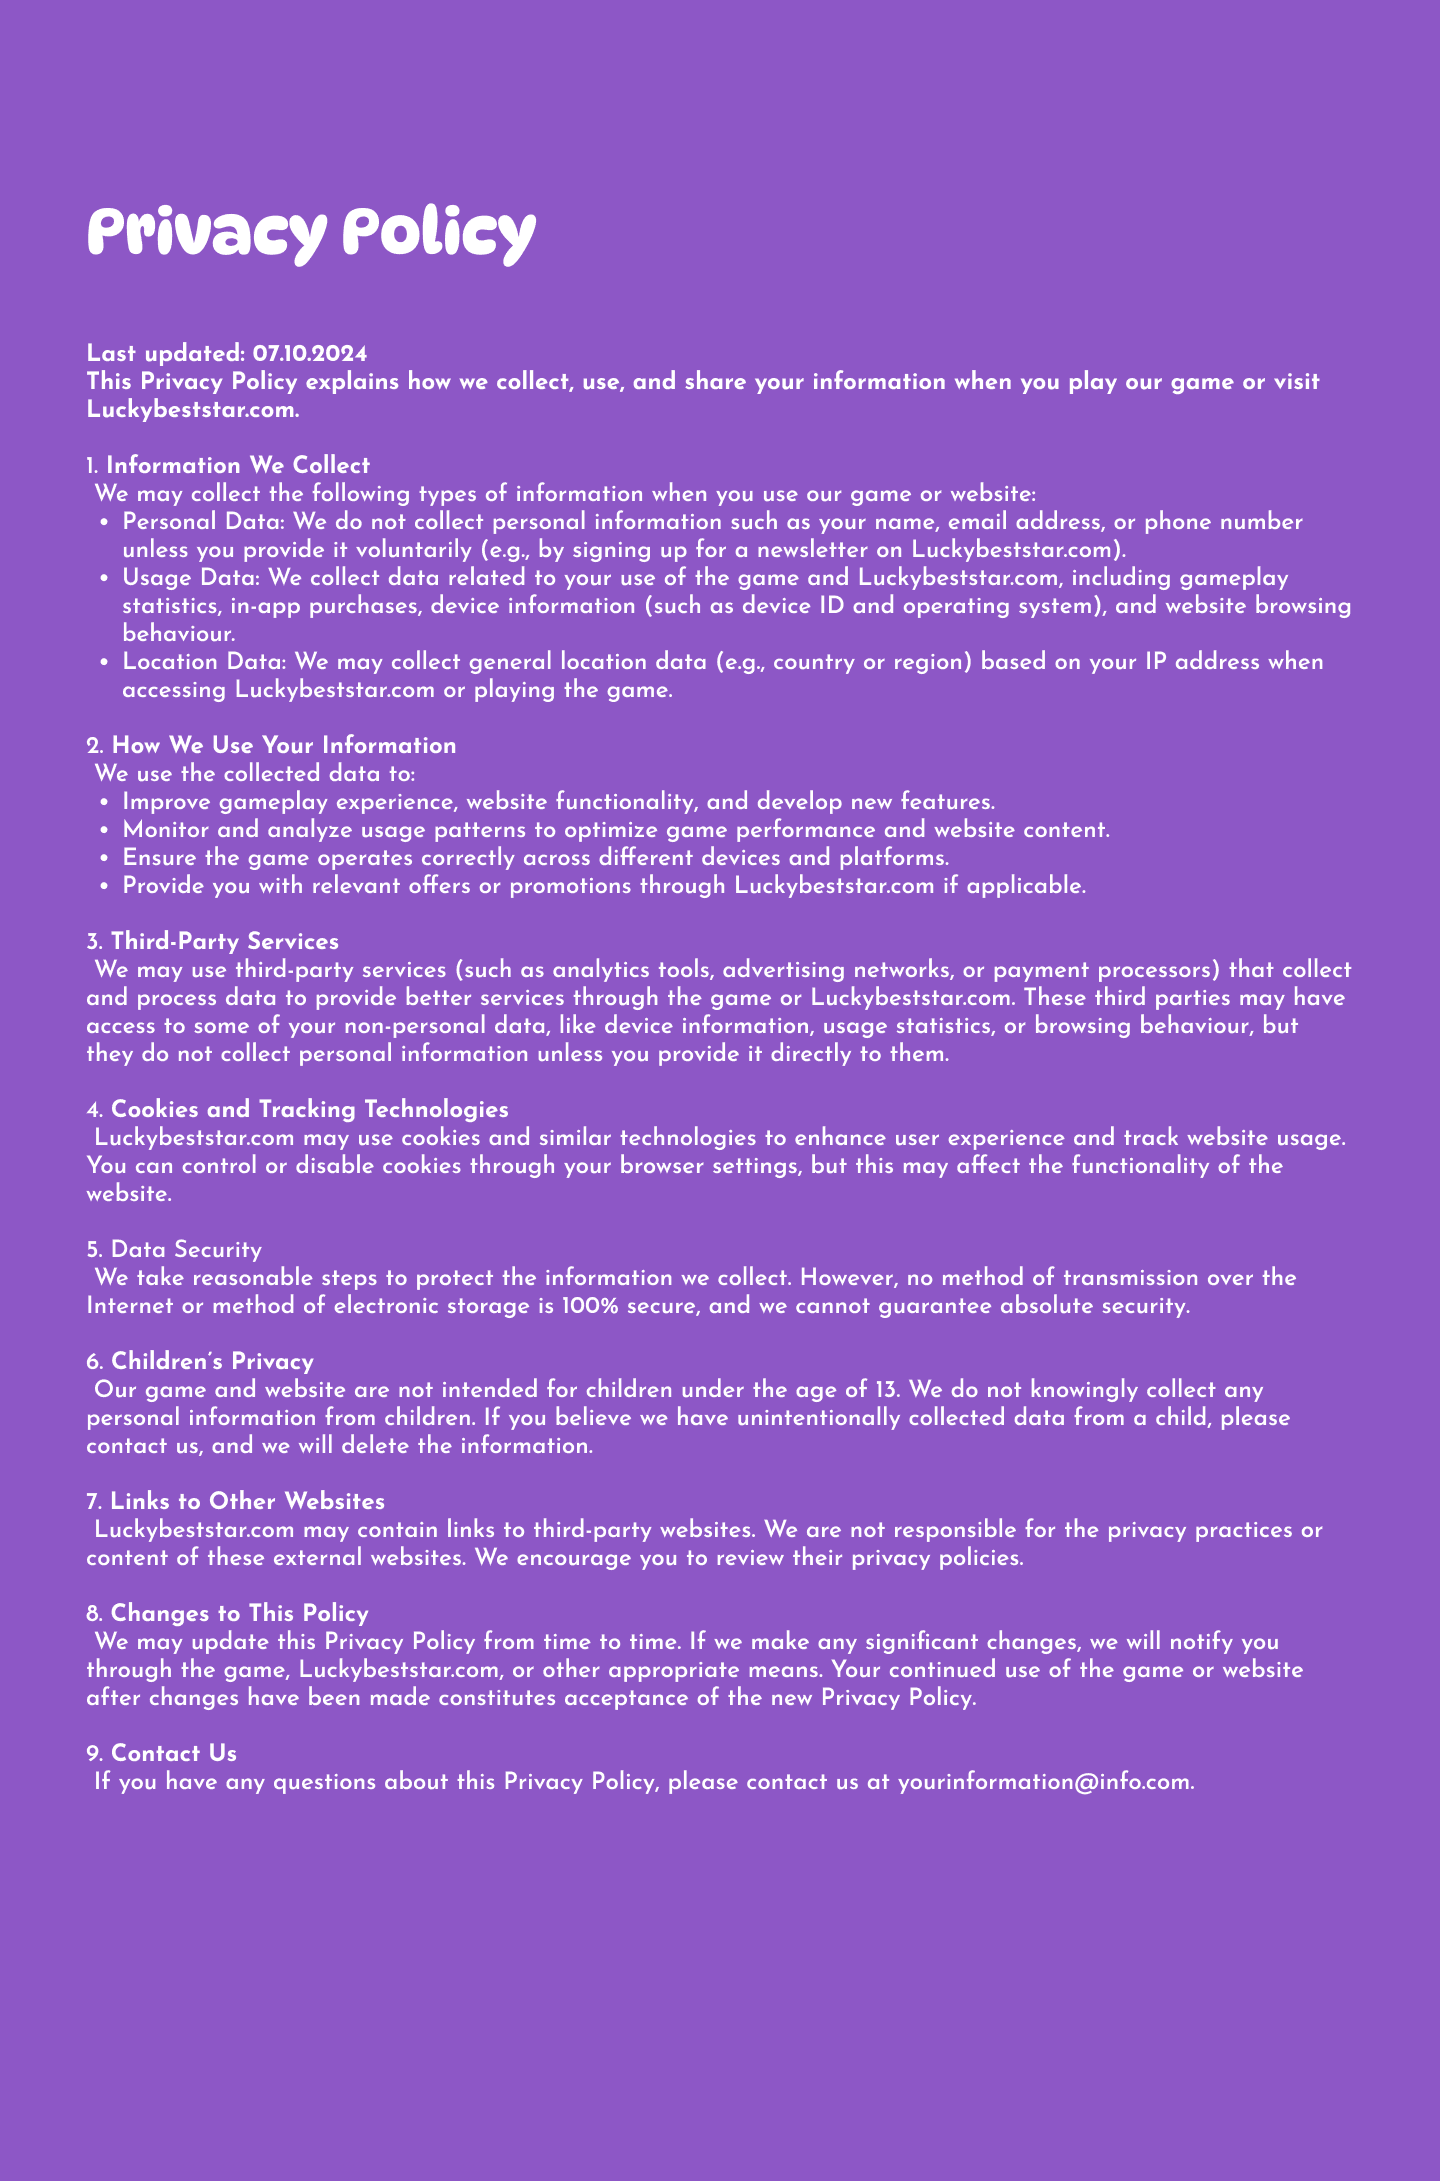 Privacy Policy
Last updated: 07.10.2024
This Privacy Policy explains how we collect, use, and share your information when you play our game or visit
Luckybeststar.com.
1. Information We Collect
We may collect the following types of information when you use our game or website:
• Personal Data: We do not collect personal information such as your name, email address, or phone number
unless you provide it voluntarily (e.g., by signing up for a newsletter on Luckybeststar.com).
• Usage Data: We collect data related to your use of the game and Luckybeststar.com, including gameplay
statistics, in-app purchases, device information (such as device ID and operating system), and website browsing
behaviour.
• Location Data: We may collect general location data (e.g., country or region) based on your IP address when
accessing Luckybeststar.com or playing the game.
2. How We Use Your Information
We use the collected data to:
• Improve gameplay experience, website functionality, and develop new features.
• Monitor and analyze usage patterns to optimize game performance and website content.
• Ensure the game operates correctly across different devices and platforms.
• Provide you with relevant offers or promotions through Luckybeststar.com if applicable.
3. Third-Party Services
We may use third-party services (such as analytics tools, advertising networks, or payment processors) that collect
and process data to provide better services through the game or Luckybeststar.com. These third parties may have
access to some of your non-personal data, like device information, usage statistics, or browsing behaviour, but
they do not collect personal information unless you provide it directly to them.
4. Cookies and Tracking Technologies
Luckybeststar.com may use cookies and similar technologies to enhance user experience and track website usage.
You can control or disable cookies through your browser settings, but this may affect the functionality of the
website.
5. Data Security
We take reasonable steps to protect the information we collect. However, no method of transmission over the
Internet or method of electronic storage is 100% secure, and we cannot guarantee absolute security.
6. Children's Privacy
Our game and website are not intended for children under the age of 13. We do not knowingly collect any
personal information from children. If you believe we have unintentionally collected data from a child, please
contact us, and we will delete the information.
7. Links to Other Websites
Luckybeststar.com may contain links to third-party websites. We are not responsible for the privacy practices or
content of these external websites. We encourage you to review their privacy policies.
8. Changes to This Policy
We may update this Privacy Policy from time to time. If we make any significant changes, we will notify you
through the game, Luckybeststar.com, or other appropriate means. Your continued use of the game or website
after changes have been made constitutes acceptance of the new Privacy Policy.
9. Contact Us
If you have any questions about this Privacy Policy, please contact us at yourinformation@info.com.